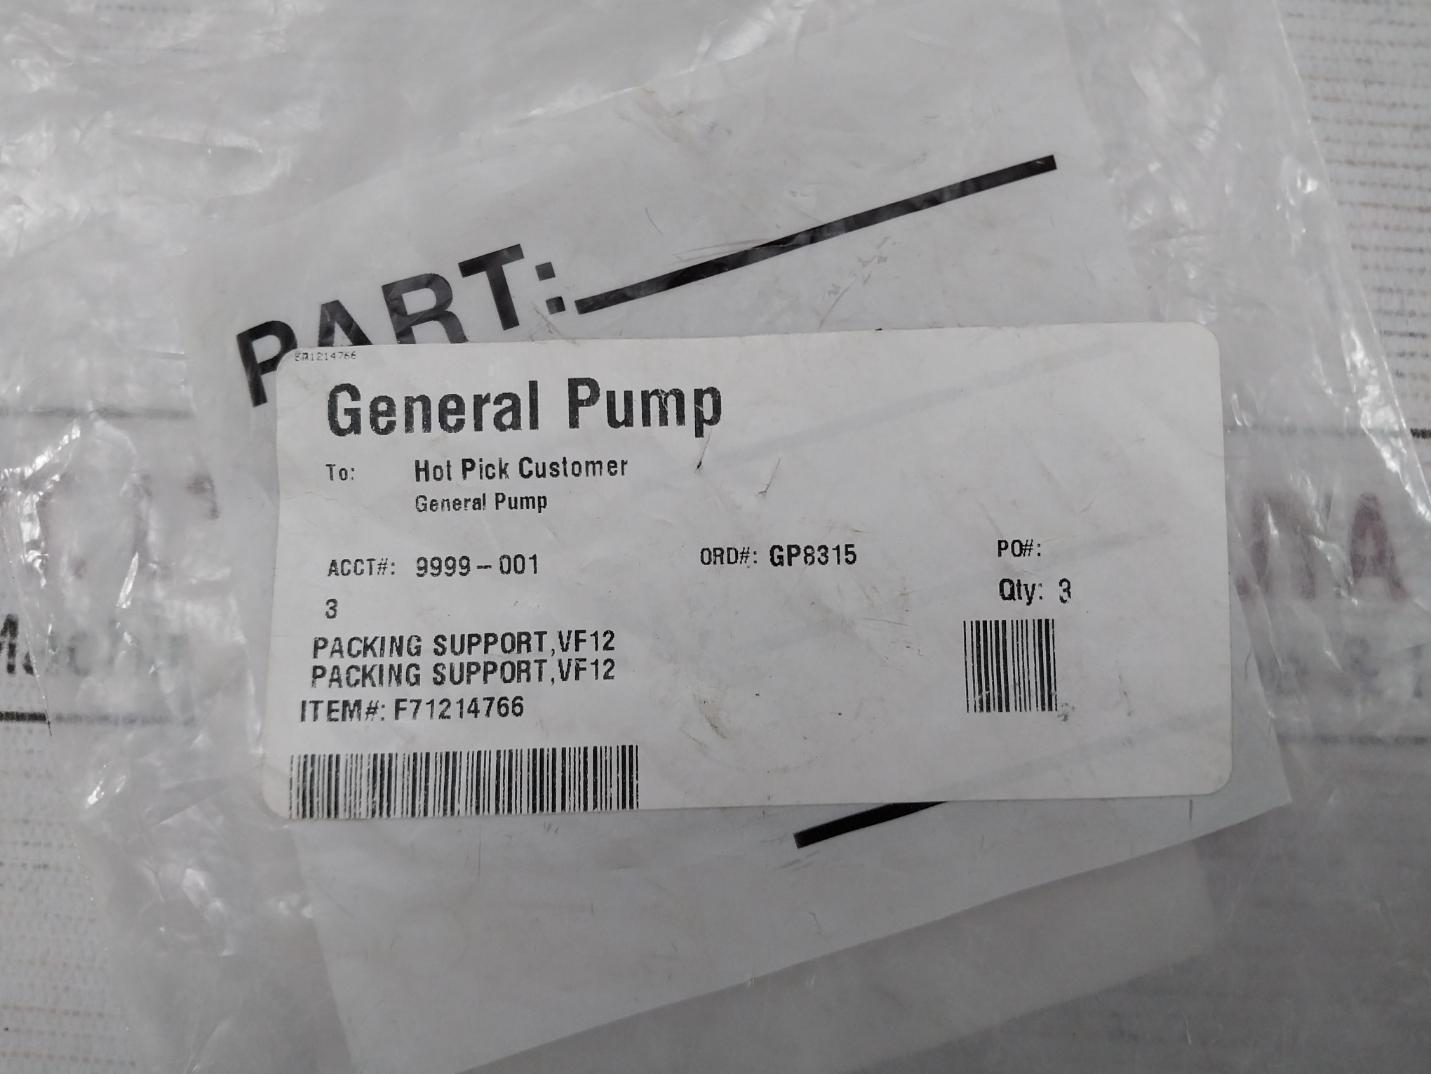 PART:
General Pump
To: Hot Pick Customer
General Pump
ACCT#: 9999-001 ORD#: GP8315 PO#:
3 Qty: 3
PACKING SUPPORT,VF12
PACKING SUPPORT,VF12
ITEM#: F71214766